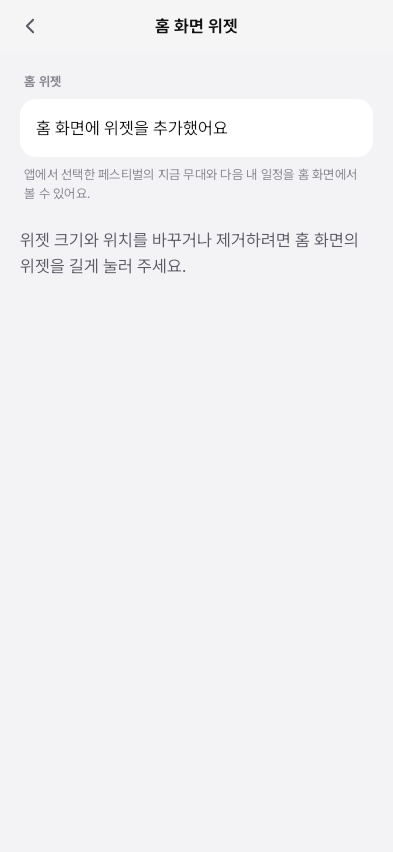 홈 화면 위젯
홈 위젯
홈 화면에 위젯을 추가했어요
앱에서 선택한 페스티벌의 지금 무대와 다음 내 일정을 홈 화면에서
볼 수 있어요.
위젯 크기와 위치를 바꾸거나 제거하려면 홈 화면의
위젯을 길게 눌러 주세요.